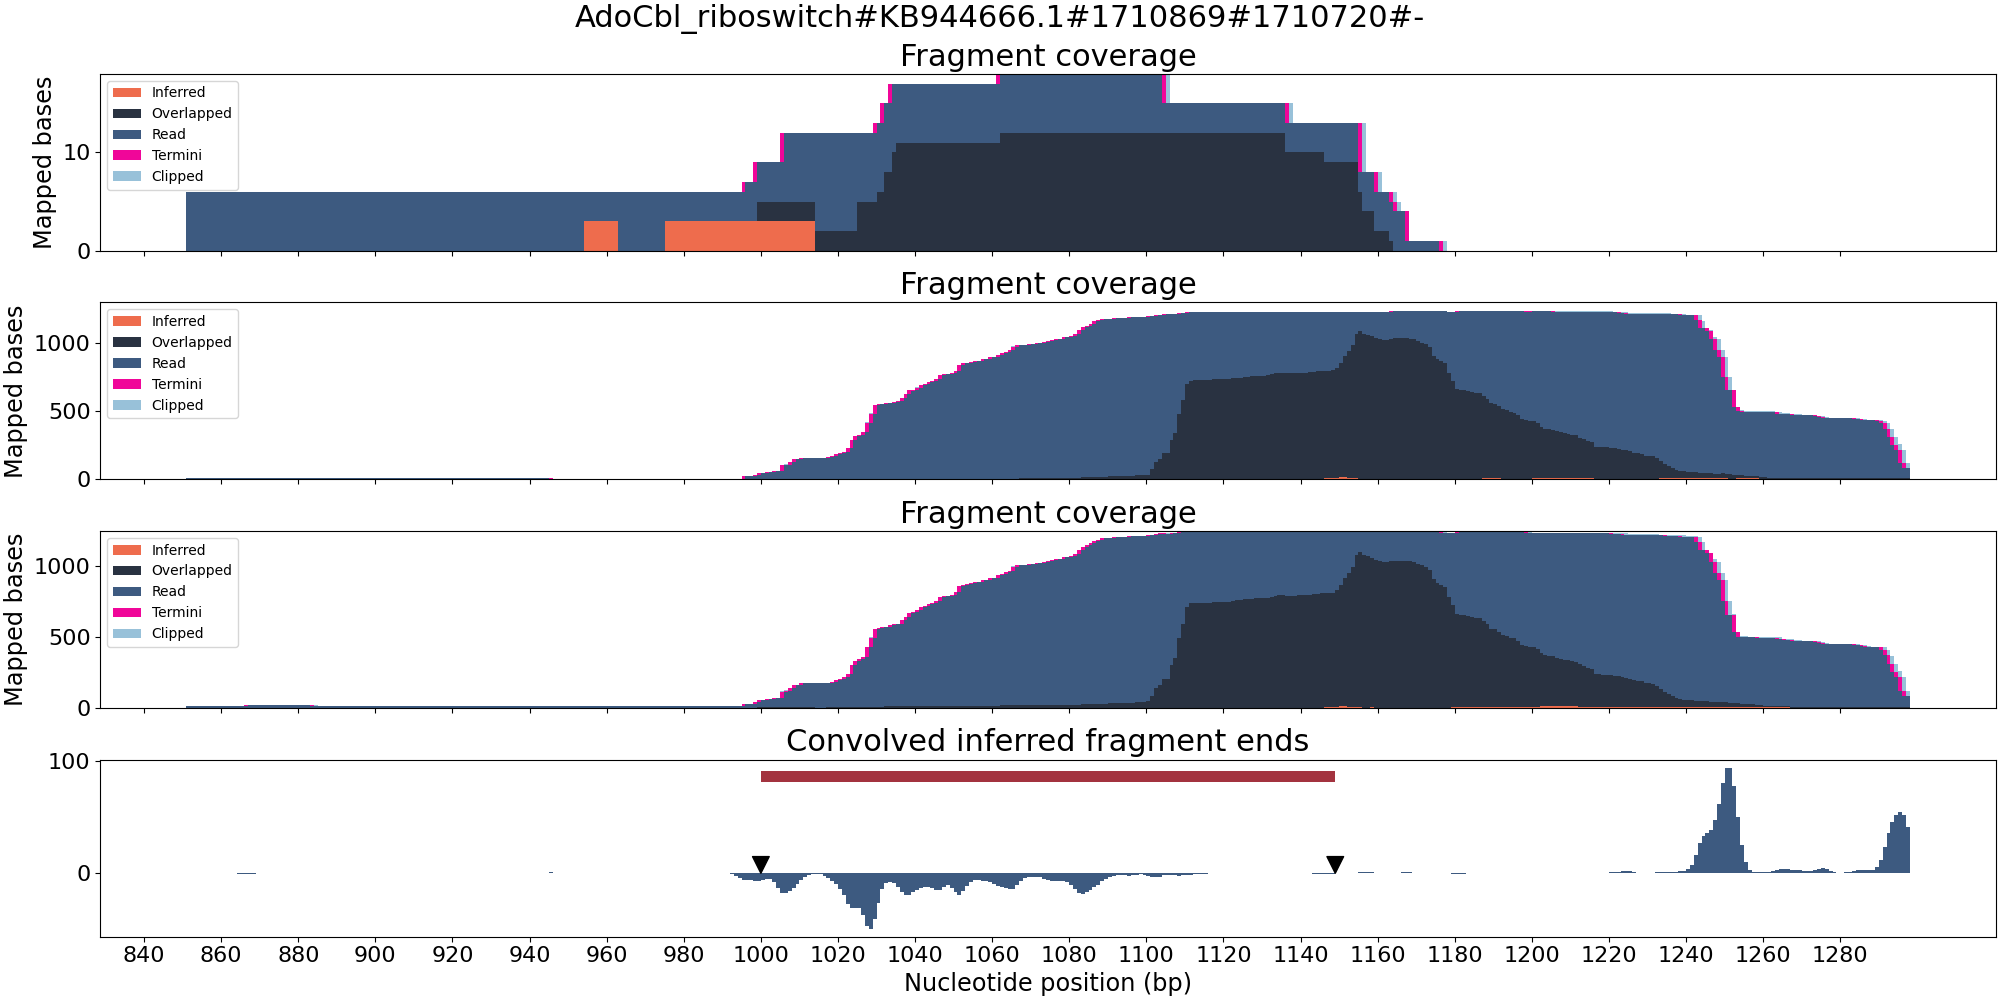 AdoCbl_riboswitch#KB944666.1#1710869#1710720#-
Fragment coverage
Mapped bases
10
0
Inferred
Overlapped
Read
Termini
Clipped
Fragment coverage
Mapped bases
1000
500
0
Inferred
Overlapped
Read
Termini
Clipped
Fragment coverage
Mapped bases
1000
500
0
Inferred
Overlapped
Read
Termini
Clipped
Convolved inferred fragment ends
100
0
840 860 880 900 920 940 960 980 1000 1020 1040 1060 1080 1100 1120 1140 1160 1180 1200 1220 1240 1260 1280
Nucleotide position (bp)